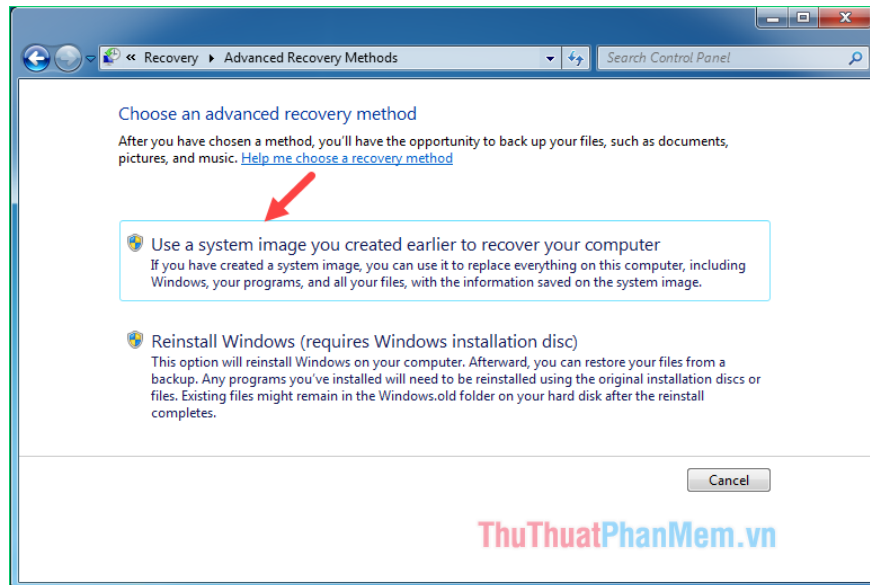 « Recovery ▸ Advanced Recovery Methods
Search Control Panel
Choose an advanced recovery method
After you have chosen a method, you'll have the opportunity to back up your files, such as documents,
pictures, and music. Help me choose a recovery method
Use a system image you created earlier to recover your computer
If you have created a system image, you can use it to replace everything on this computer, including
Windows, your programs, and all your files, with the information saved on the system image.
Reinstall Windows (requires Windows installation disc)
This option will reinstall Windows on your computer. Afterward, you can restore your files from a
backup. Any programs you've installed will need to be reinstalled using the original installation discs or
files. Existing files might remain in the Windows.old folder on your hard disk after the reinstall
completes.
Cancel
ThuThuatPhanMem.vn